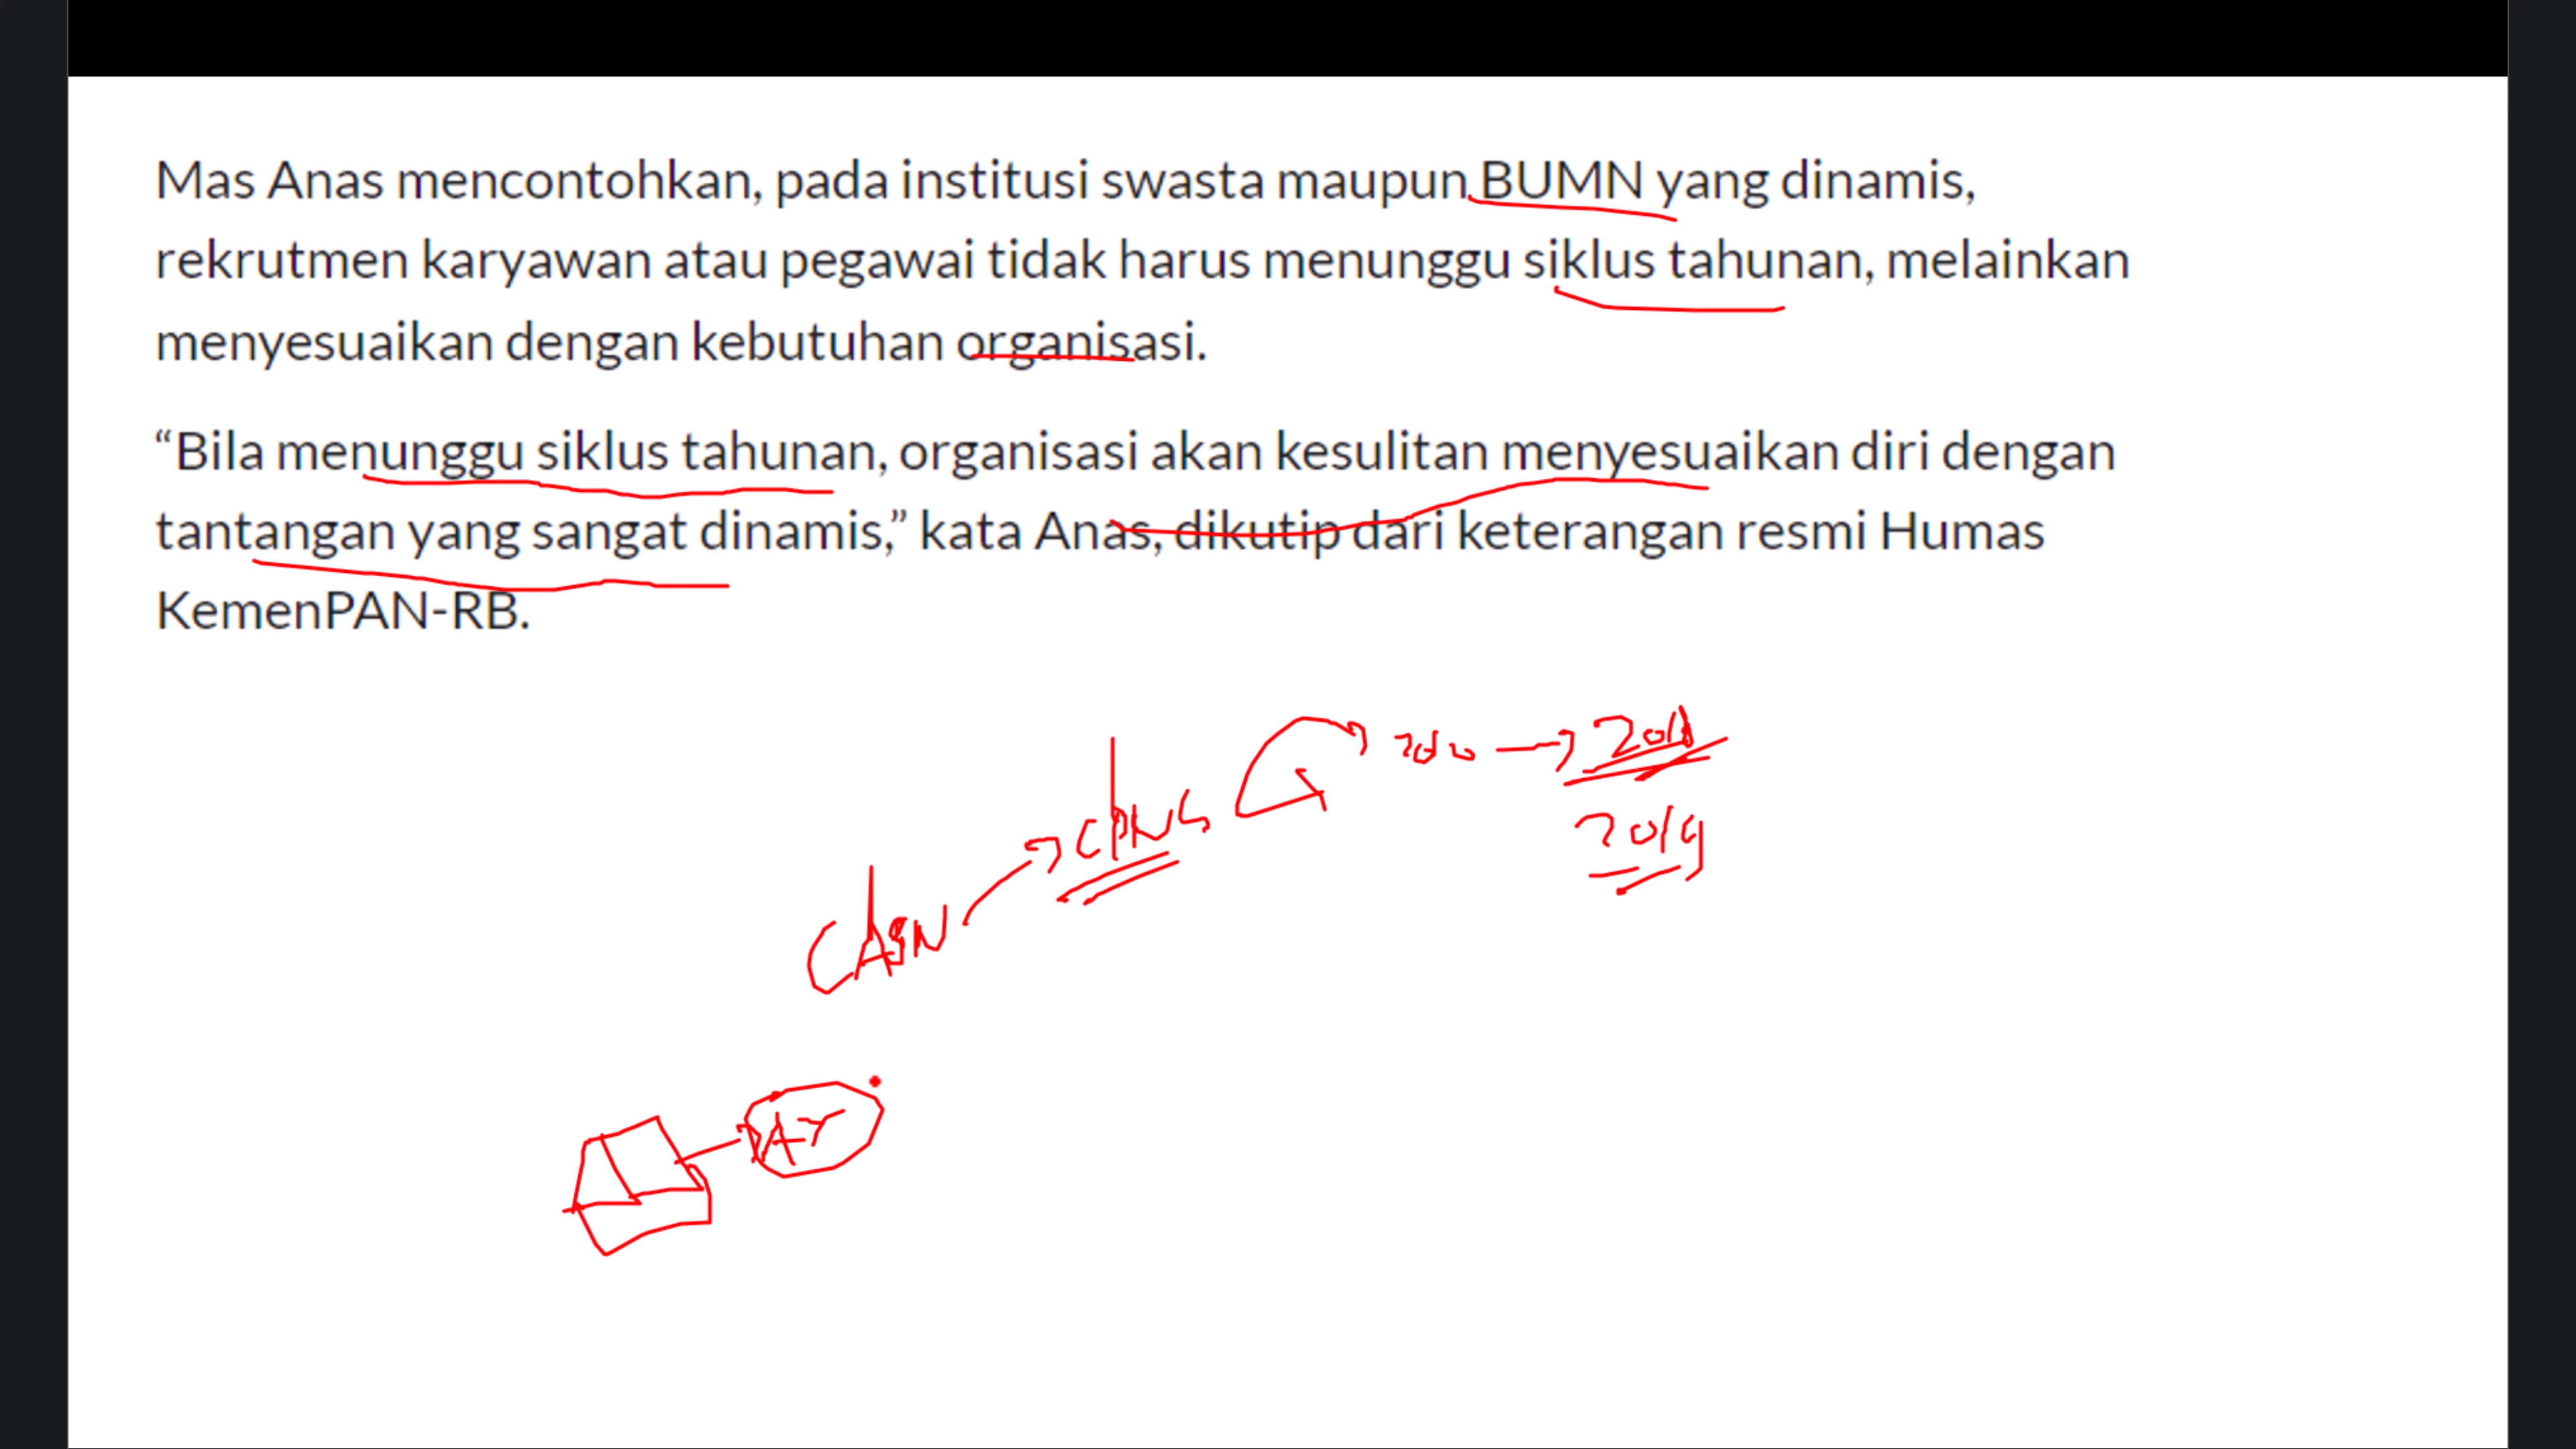 Mas Anas mencontohkan, pada institusi swasta maupun BUMN yang dinamis,
rekrutmen karyawan atau pegawai tidak harus menunggu siklus tahunan, melainkan
menyesuaikan dengan kebutuhan organisasi.
“Bila menunggu siklus tahunan, organisasi akan kesulitan menyesuaikan diri dengan
tantangan yang sangat dinamis,” kata Anas, dikutip dari keterangan resmi Humas
KemenPAN-RB.
2019
CPNS
CASN